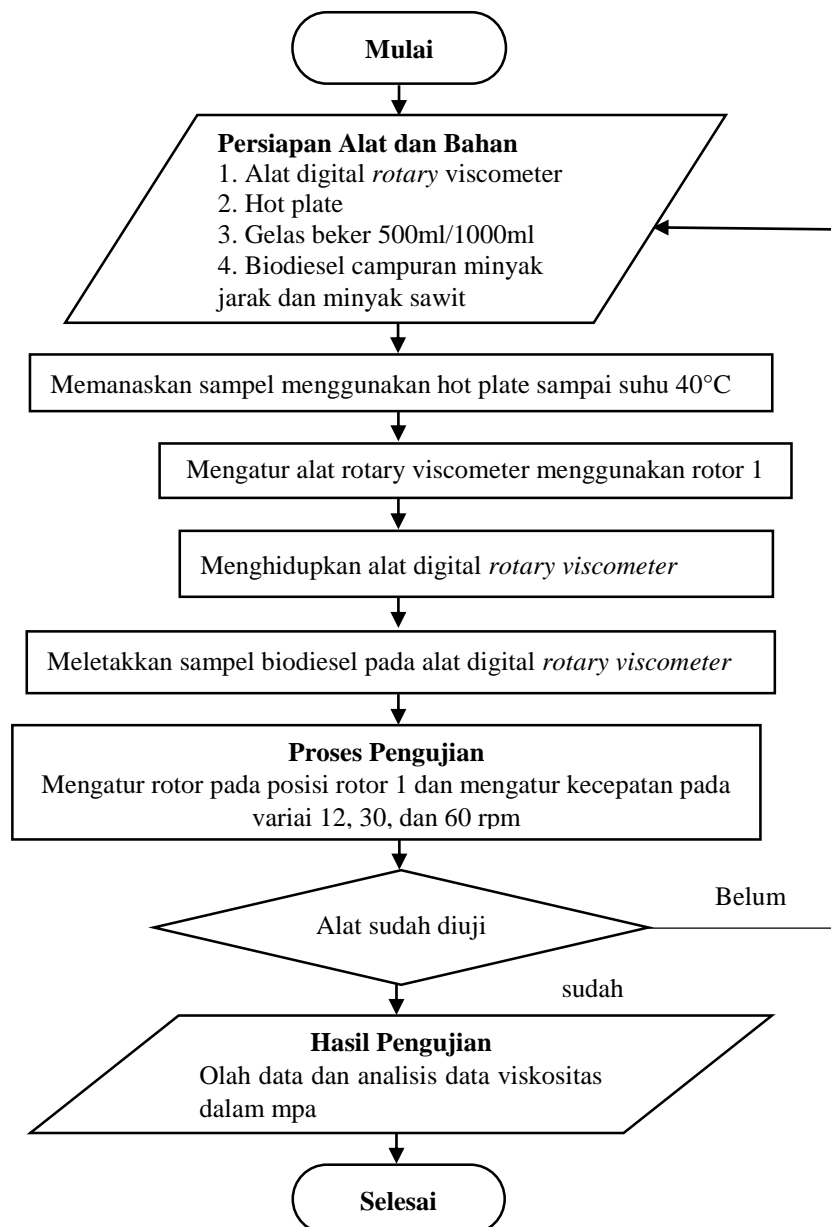 Mulai
Persiapan Alat dan Bahan
1. Alat digital rotary viscometer
2. Hot plate
3. Gelas beker 500ml/1000ml
4. Biodiesel campuran minyak
jarak dan minyak sawit
Memanaskan sampel menggunakan hot plate sampai suhu 40°C
Mengatur alat rotary viscometer menggunakan rotor 1
Menghidupkan alat digital rotary viscometer
Meletakkan sampel biodiesel pada alat digital rotary viscometer
Proses Pengujian
Mengatur rotor pada posisi rotor 1 dan mengatur kecepatan pada
variai 12, 30, dan 60 rpm
Belum
Alat sudah diuji
sudah
Hasil Pengujian
Olah data dan analisis data viskositas
dalam mpa
Selesai